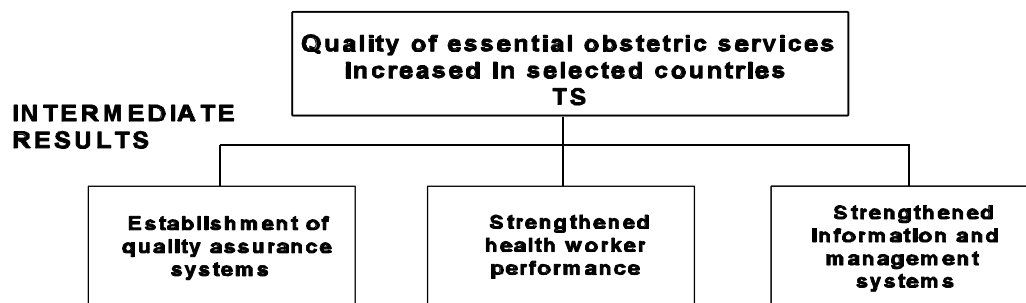 Quality of essential obstetric services
Increased In selected countries
TS
INTERMEDIATE
RESULTS
Establishment of
quality assurance
systems
Strengthened
health worker
performance
Strengthened
Information and
management
systems